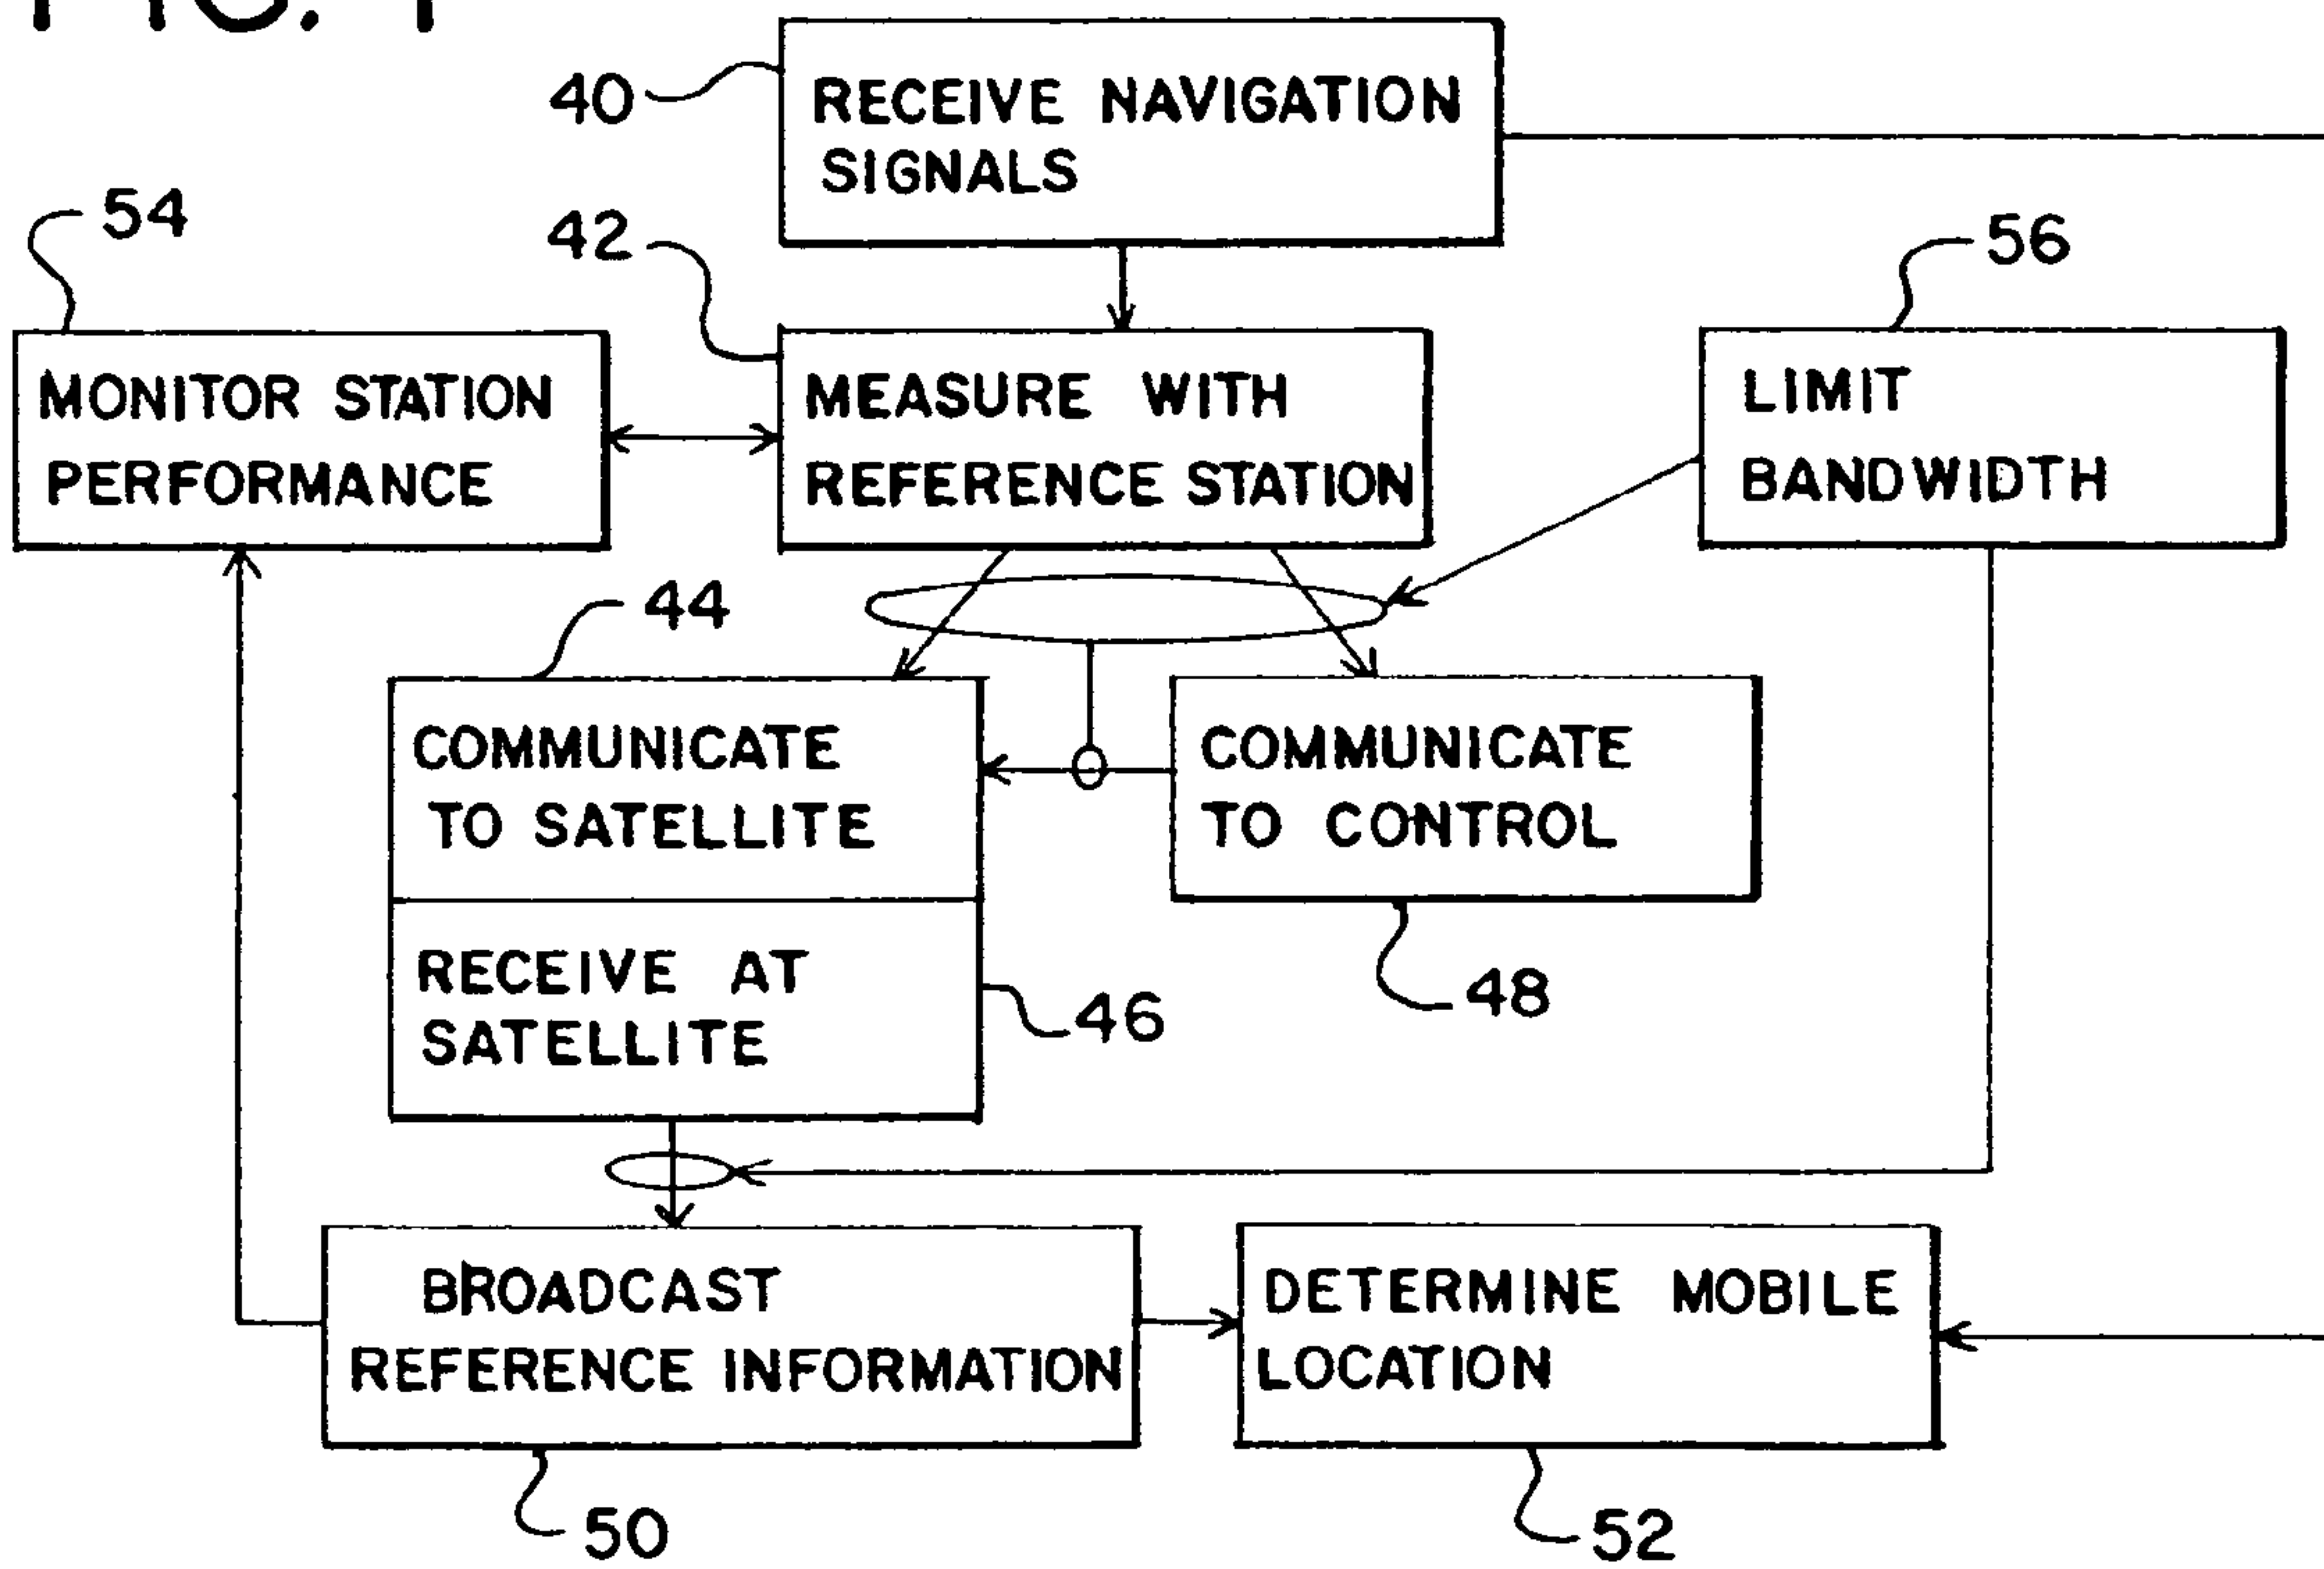 FIG.
40
RECEIVE NAVIGATION
SIGNALS
54
42
56
MONITOR STATION
PERFORMANCE
MEASURE WITH
REFERENCE STATION
LIMIT
BANDWIDTH
44
COMMUNICATE
TO SATELLITE
COMMUNICATE
TO CONTROL
RECEIVE AT
SATELLITE
46
48
BROADCAST
REFERENCE INFORMATION
DETERMINE MOBILE
LOCATION
50
52